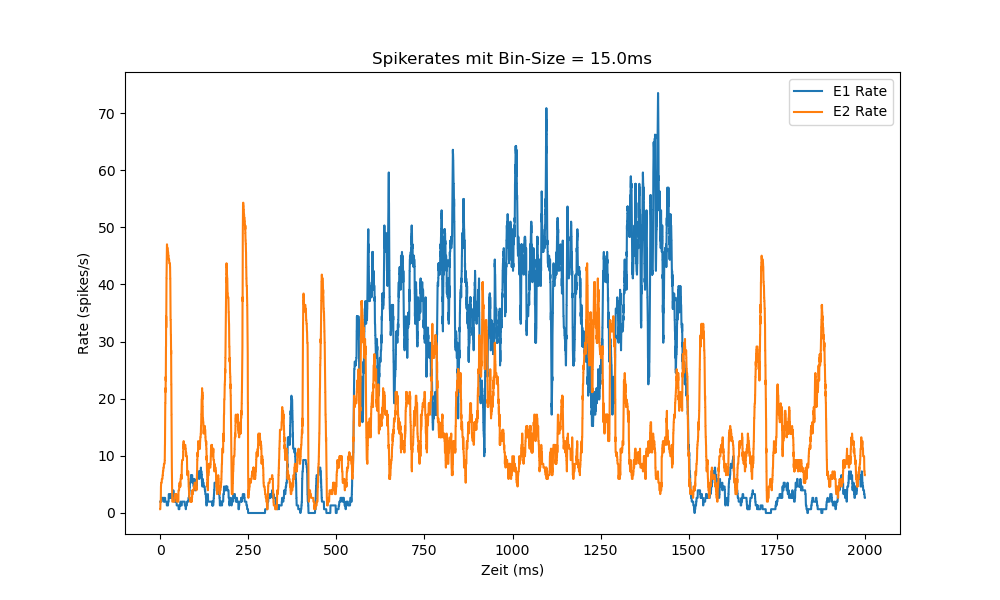 Spikerates mit Bin-Size = 15.0ms
E1 Rate
E2 Rate
Rate (spikes/s)
70
60
50
40
30
20
10
0
0 250 500 750 1000 1250 1500 1750 2000
Zeit (ms)